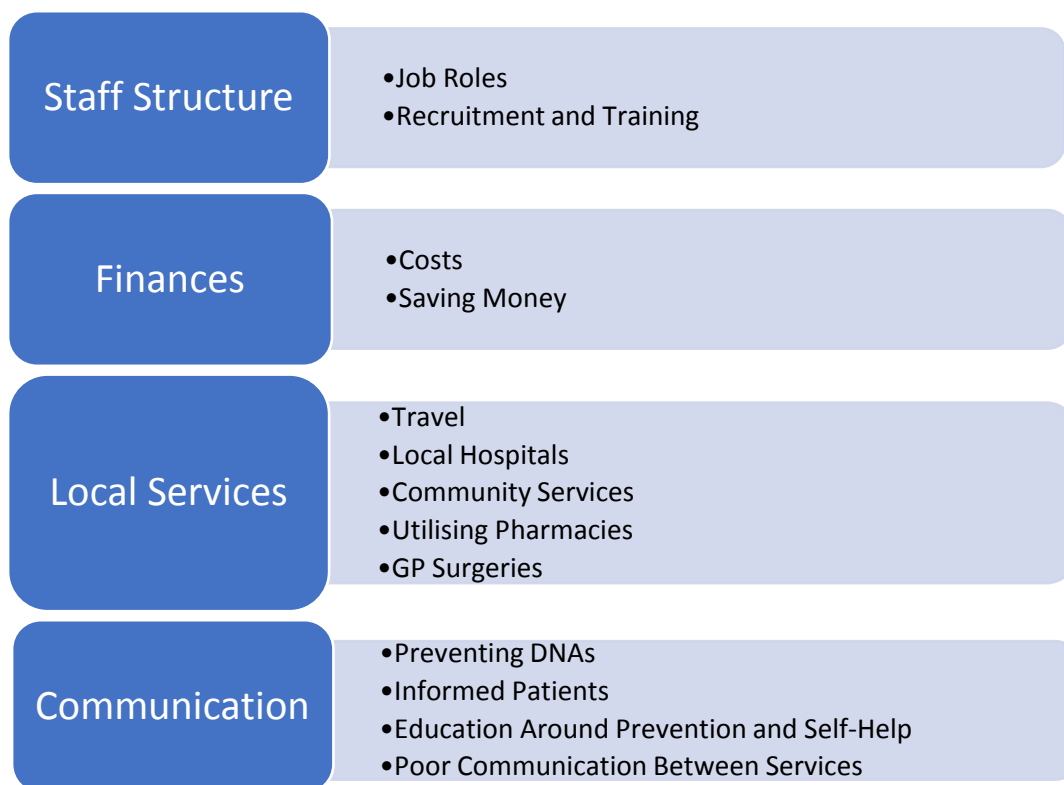 Staff Structure
•Job Roles
•Recruitment and Training
Finances
•Costs
•Saving Money
Local Services
•Travel
•Local Hospitals
•Community Services
•Utilising Pharmacies
•GP Surgeries
Communication
•Preventing DNAs
•Informed Patients
•Education Around Prevention and Self-Help
•Poor Communication Between Services